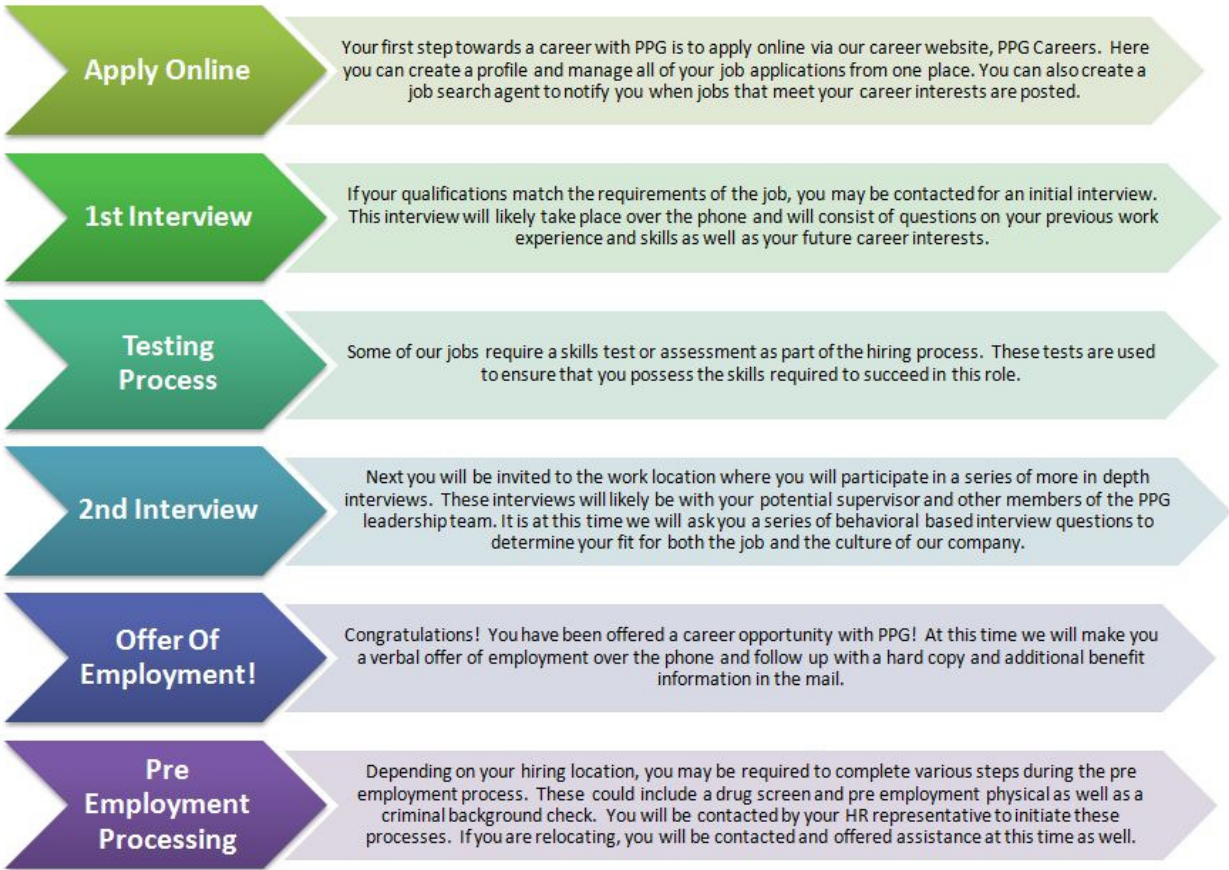 Apply Online
Your first step towards a career with PPG is to apply online via our career website, PPG Careers. Here
you can create a profile and manage all of your job applications from one place. You can also create a
job search agent to notify you when jobs that meet your career interests are posted.
1st Interview
If your qualifications match the requirements of the job, you may be contacted for an initial interview.
This interview will likely take place over the phone and will consist of questions on your previous work
experience and skills as well as your future career interests.
Testing
Process
Some of our jobs require a skills test or assessment as part of the hiring process. These tests are used
to ensure that you possess the skills required to succeed in this role.
2nd Interview
Next you will be invited to the work location where you will participate in a series of more in depth
interviews. These interviews will likely be with your potential supervisor and other members of the PPG
leadership team. It is at this time we will ask you a series of behavioral based interview questions to
determine your fit for both the job and the culture of our company.
Offer Of
Employment!
Congratulations! You have been offered a career opportunity with PPG! At this time we will make you
a verbal offer of employment over the phone and follow up with a hard copy and additional benefit
information in the mail.
Pre
Employment
Processing
Depending on your hiring location, you may be required to complete various steps during the pre
employment process. These could include a drug screen and pre employment physical as well as a
criminal background check. You will be contacted by your HR representative to initiate these
processes. If you are relocating, you will be contacted and offered assistance at this time as well.